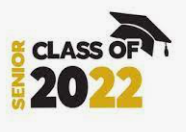 SENIOR
CLASS OF
2022